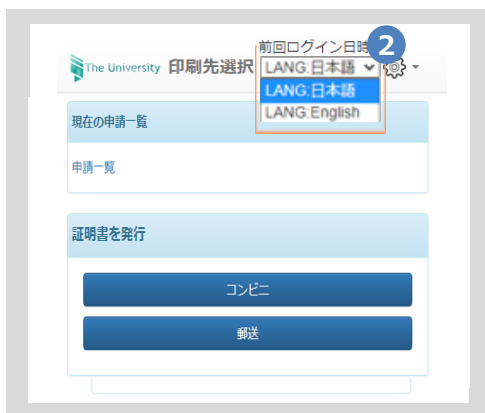 前回ログイン日時
2
The University 印刷先選択 LANG:日本語
LANG:日本語
LANG:English
現在の申請一覧
申請一覧
証明書を発行
コンビニ
郵送